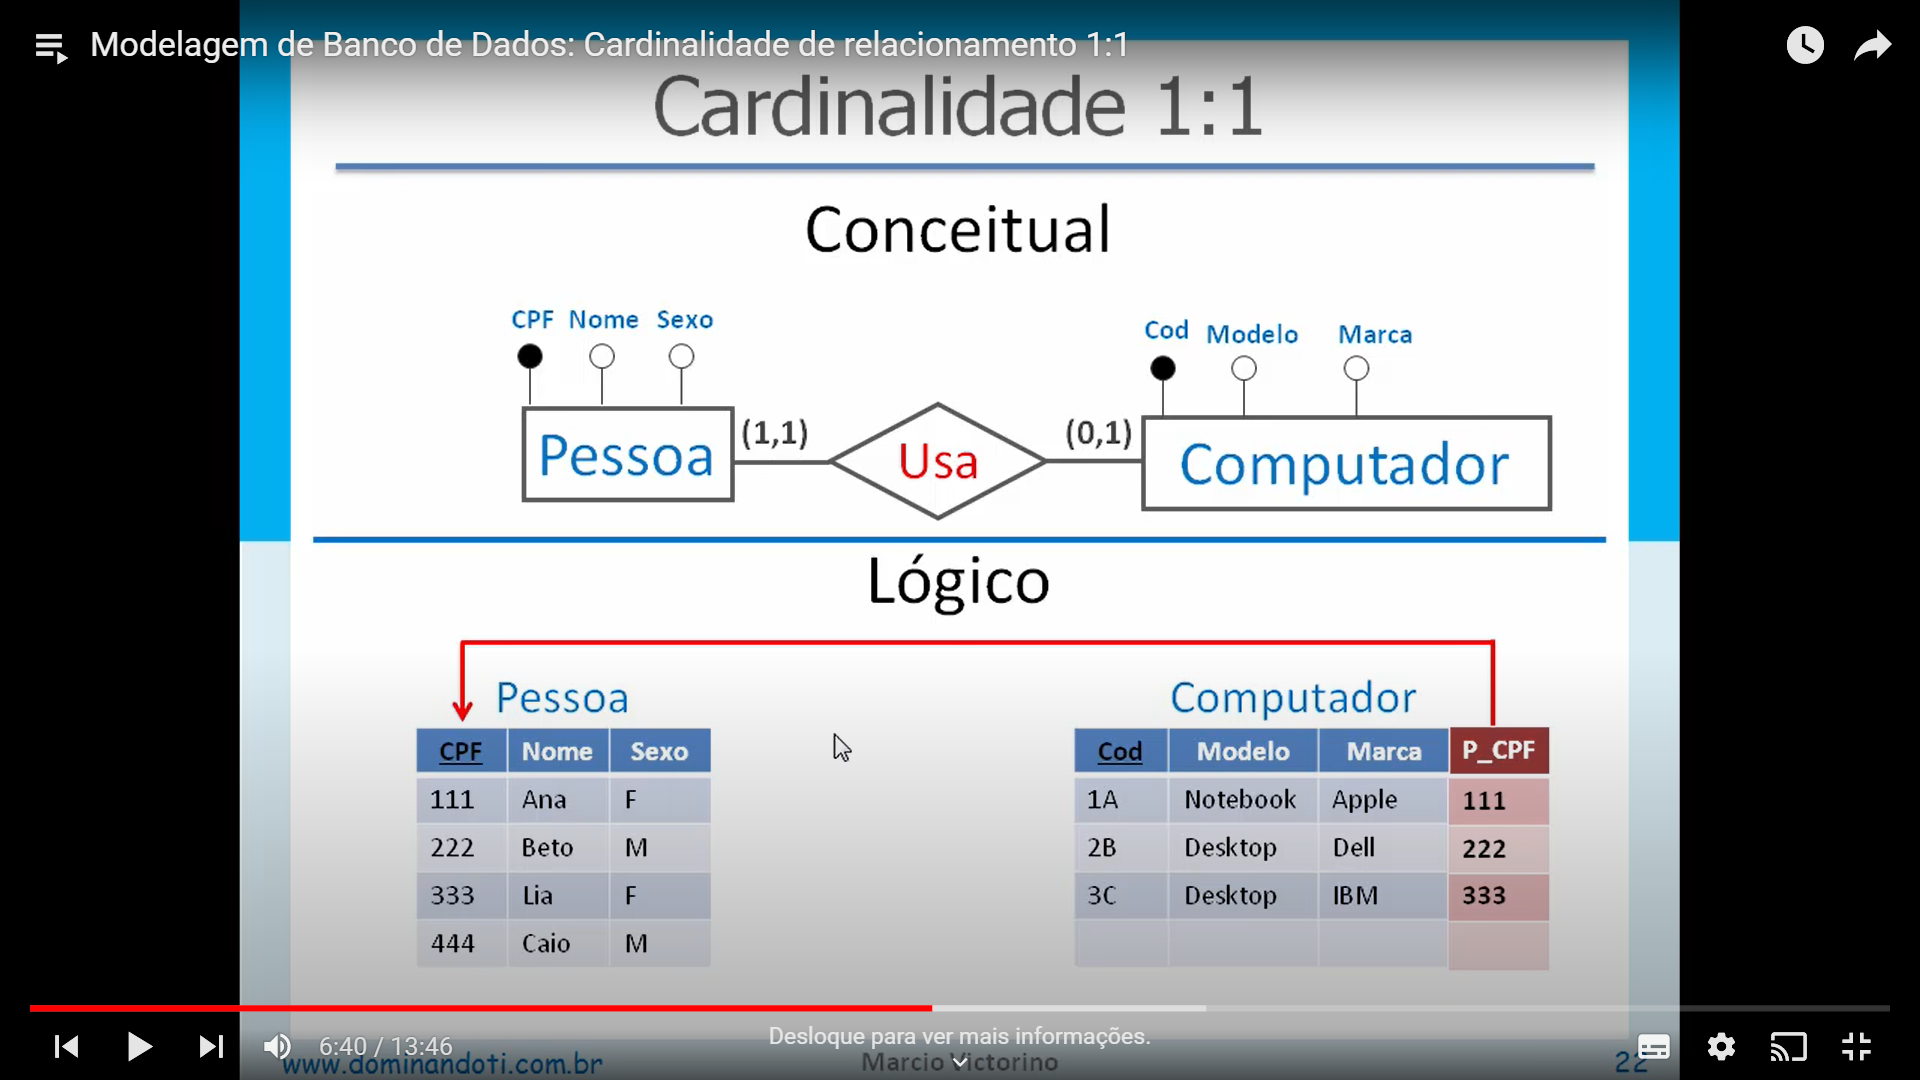 Modelagem de Banco de Dados: Cardinalidade de relacionamento 1:1
Cardinalidade 1:1
Conceitual
CPF Nome Sexo
Cod Modelo Marca
Pessoa (1,1) Usa (0,1) Computador
Lógico
Pessoa
CPF Nome Sexo
111 Ana F
222 Beto M
333 Lia F
444 Caio M
Computador
Cod Modelo Marca P_CPF
1A Notebook Apple 111
2B Desktop Dell 222
3C Desktop IBM 333
6:40 / 13:46
Desloque para ver mais informações.
www.dominandoti.com.br
Marcio Victorino
22